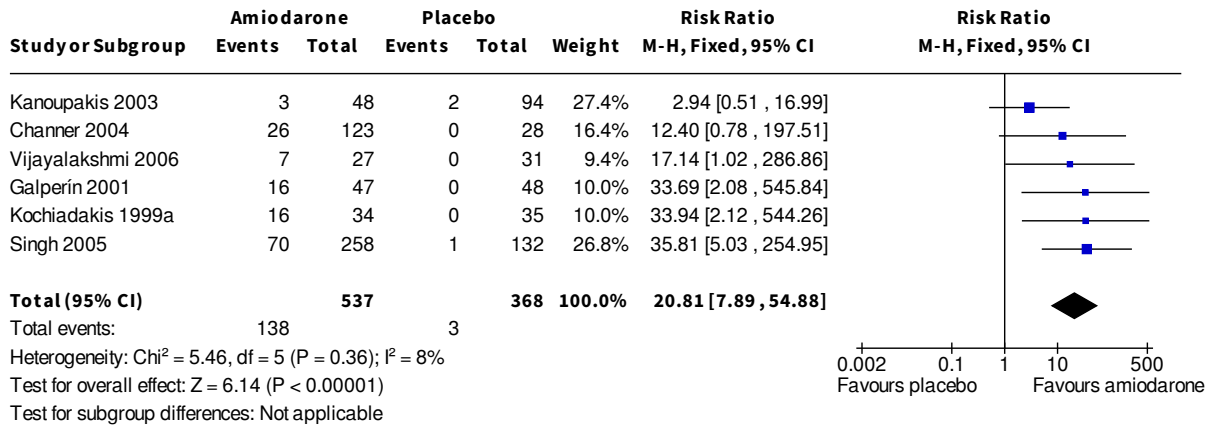 Amiodarone Placebo Risk Ratio Risk Ratio
Study or Subgroup Events Total Events Total Weight M-H, Fixed, 95% CI M-H, Fixed, 95% CI
Kanoupakis 2003 3 48 2 94 27.4% 2.94 [0.51 , 16.99]
Channer 2004 26 123 0 28 16.4% 12.40 [0.78 , 197.51]
Vijayalakshmi 2006 7 27 0 31 9.4% 17.14 [1.02 , 286.86]
Galperín 2001 16 47 0 48 10.0% 33.69 [2.08 , 545.84]
Kochiadakis 1999a 16 34 0 35 10.0% 33.94 [2.12 , 544.26]
Singh 2005 70 258 1 132 26.8% 35.81 [5.03 , 254.95]
Total (95% CI) 537 368 100.0% 20.81 [7.89 , 54.88]
Total events: 138 3
Heterogeneity: Chi² = 5.46, df = 5 (P = 0.36); I² = 8%
0.002 0.1 1 10 500
Test for overall effect: Z = 6.14 (P < 0.00001)
Favours placebo Favours amiodarone
Test for subgroup differences: Not applicable